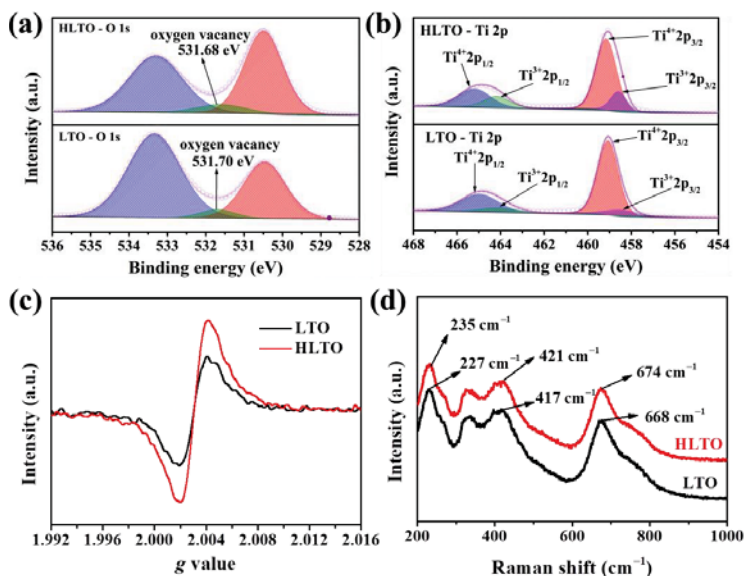 (a)
HLTO - O 1s
oxygen vacancy
531.68 eV
LTO - O 1s
oxygen vacancy
531.70 eV
Intensity (a.u.)
536 535 534 533 532 531 530 529 528
Binding energy (eV)
(b)
HLTO - Ti 2p
Ti⁴⁺2p₃/₂
Ti⁴⁺2p₁/₂
Ti³⁺2p₁/₂
Ti³⁺2p₃/₂
LTO - Ti 2p
Ti⁴⁺2p₃/₂
Ti⁴⁺2p₁/₂
Ti³⁺2p₁/₂
Ti³⁺2p₃/₂
Intensity (a.u.)
468 466 464 462 460 458 456 454
Binding energy (eV)
(c)
LTO
HLTO
Intensity (a.u.)
1.992 1.996 2.000 2.004 2.008 2.012 2.016
g value
(d)
235 cm⁻¹
227 cm⁻¹
421 cm⁻¹
417 cm⁻¹
674 cm⁻¹
668 cm⁻¹
HLTO
LTO
Intensity (a.u.)
200 400 600 800 1000
Raman shift (cm⁻¹)